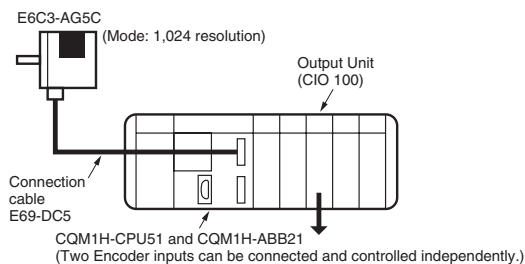 E6C3-AG5C
(Mode: 1,024 resolution)
Output Unit
(CIO 100)
Connection
cable
E69-DC5
CQM1H-CPU51 and CQM1H-ABB21
(Two Encoder inputs can be connected and controlled independently.)